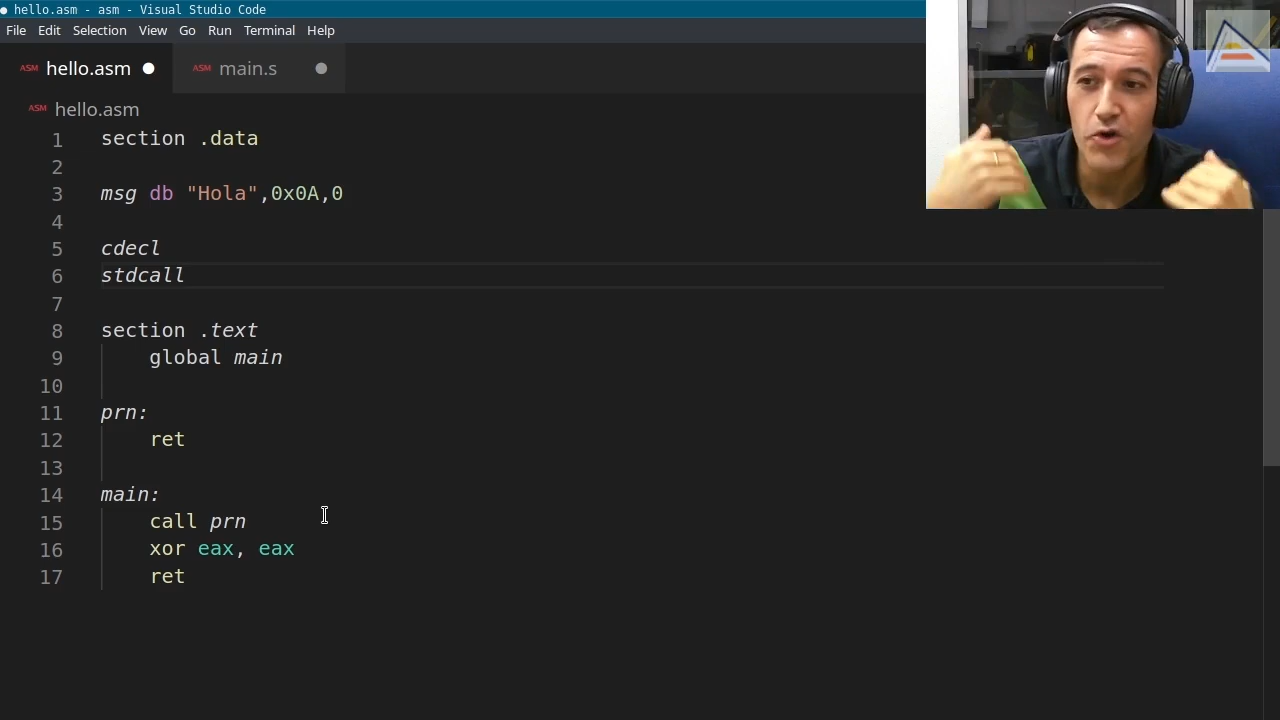 hello.asm - asm - Visual Studio Code
File Edit Selection View Go Run Terminal Help
ASM hello.asm ASM main.s
ASM hello.asm
1 section .data
2
3 msg db "Hola",0x0A,0
4
5 cdecl
6 stdcall
7
8 section .text
9 global main
10
11 prn:
12 ret
13
14 main:
15 call prn
16 xor eax, eax
17 ret